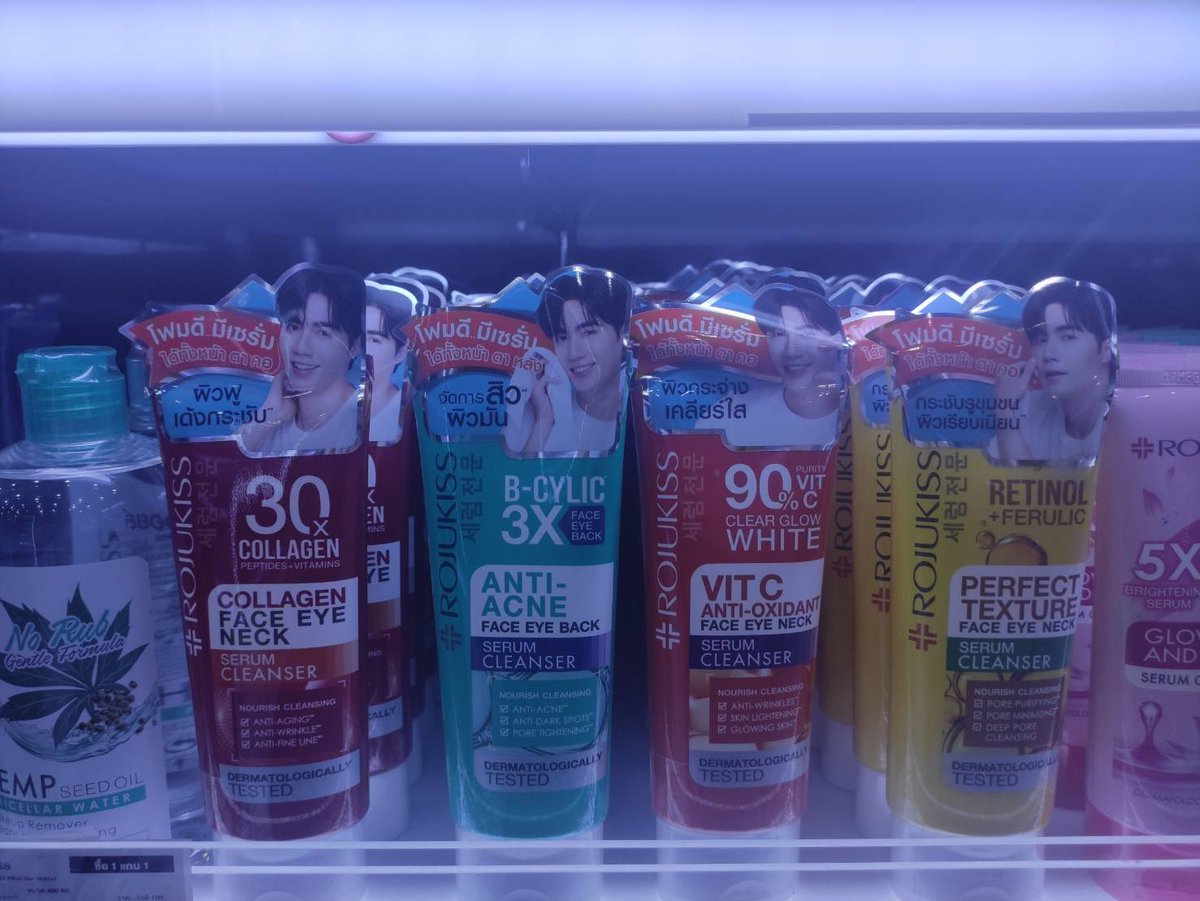 No Rub
Gentle Formula
EMP SEED OIL
MICELLAR WATER
Remover
ซื้อ 1 แถม 1
โฟมดี มีเซรั่ม
ได้ทั้งหน้า ตา คอ
ผิวฟู
เด้งกระชับ
ROJUKISS
30X
COLLAGEN
PEPTIDES+VITAMINS
COLLAGEN
FACE EYE
NECK
SERUM
CLEANSER
NOURISH CLEANSING
ANTI-AGING
ANTI-WRINKLE
ANTI-FINE LINE
DERMATOLOGICALLY
TESTED
โฟมดี มีเซรั่ม
ได้ทั้งหน้า ตา หลัง
จัดการ สิว
ผิวมัน
ROJUKISS
B-CYLIC
3X
FACE
EYE
BACK
ANTI-
ACNE
FACE EYE BACK
SERUM
CLEANSER
NOURISH CLEANSING
ANTI-ACNE
ANTI-DARK SPOTS
PORE TIGHTENING
DERMATOLOGICALLY
TESTED
โฟมดี มีเซรั่ม
ได้ทั้งหน้า ตา คอ
ผิวกระจ่าง
เคลียร์ใส
ROJUKISS
90%
PURITY
VIT C
CLEAR GLOW
WHITE
VIT C
ANTI-OXIDANT
FACE EYE NECK
SERUM
CLEANSER
NOURISH CLEANSING
ANTI-WRINKLES
SKIN-LIGHTENING
GLOWING SKIN
DERMATOLOGICALLY
TESTED
โฟมดี มีเซรั่ม
ได้ทั้งหน้า ตา คอ
กระชับรูขุมขน
ผิวเรียบเนียน
ROJUKISS
RETINOL
+FERULIC
PERFECT
TEXTURE
FACE EYE NECK
SERUM
CLEANSER
NOURISH CLEANSING
PORE PURIFYING
PORE MINIMIZING
DEEP PORE
CLEANSING
DERMATOLOGICALLY
TESTED
ROJUK
5X
BRIGHTENING
SERUM
GLO
AND
SERUM C
DERMATOLO